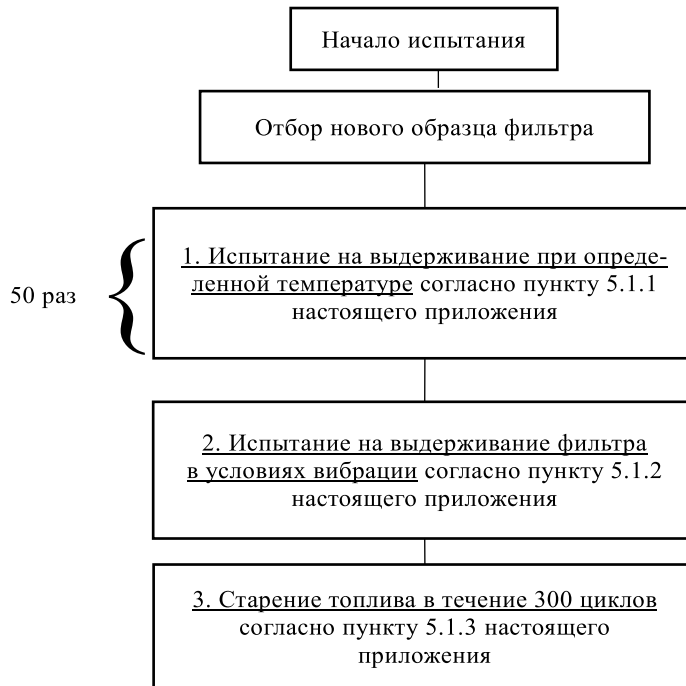 Начало испытания
Отбор нового образца фильтра
1. Испытание на выдерживание при опреде-
ленной температуре согласно пункту 5.1.1
настоящего приложения
50 раз
2. Испытание на выдерживание фильтра
в условиях вибрации согласно пункту 5.1.2
настоящего приложения
3. Старение топлива в течение 300 циклов
согласно пункту 5.1.3 настоящего
приложения